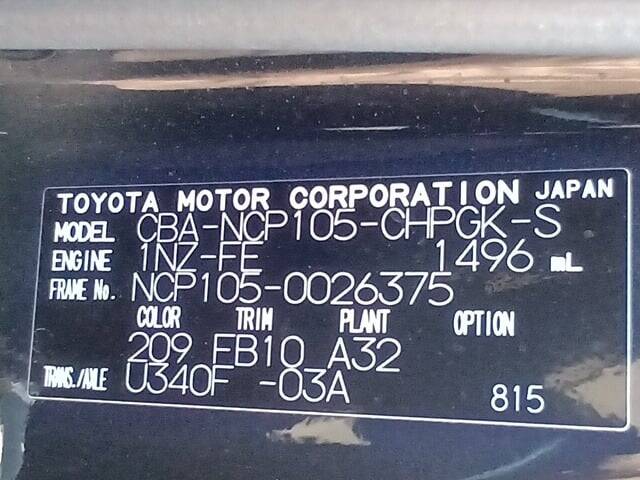 TOYOTA MOTOR CORPORATION JAPAN
MODEL CBA-NCP105-CHPGK-S
ENGINE 1NZ-FE 1496 mL
FRAME No. NCP105-0026375
COLOR TRIM PLANT OPTION
209 FB10 A32
TRANS./AXLE U340F -03A 815